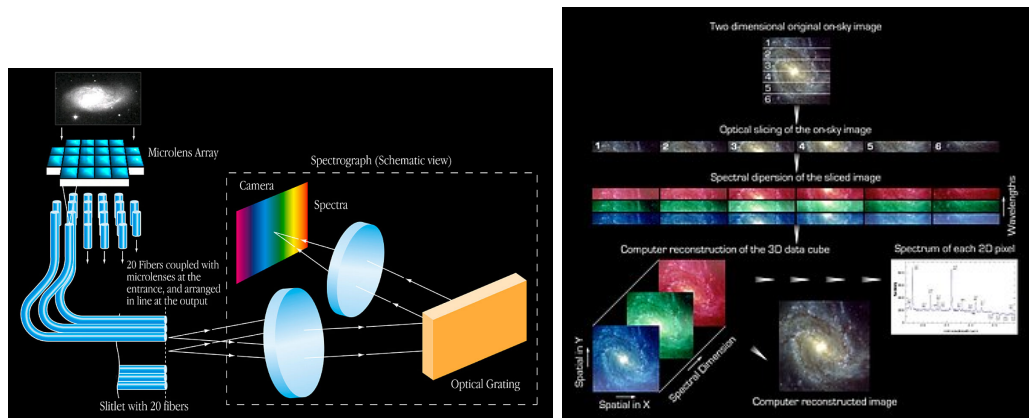 Microlens Array
Spectrograph (Schematic view)
Camera
Spectra
20 Fibers coupled with
microlenses at the
entrance, and arranged
in line at the output
Optical Grating
Slitlet with 20 fibers
Two dimensional original on-sky image
1
2
3
4
5
6
Optical slicing of the on-sky image
1 2 3 4 5 6
Spectral dipersion of the sliced image
Wavelengths
Computer reconstruction of the 3D data cube
Spectrum of each 2D pixel
Spatial in Y
Spatial in X
Spectral Dimension
Computer reconstructed image